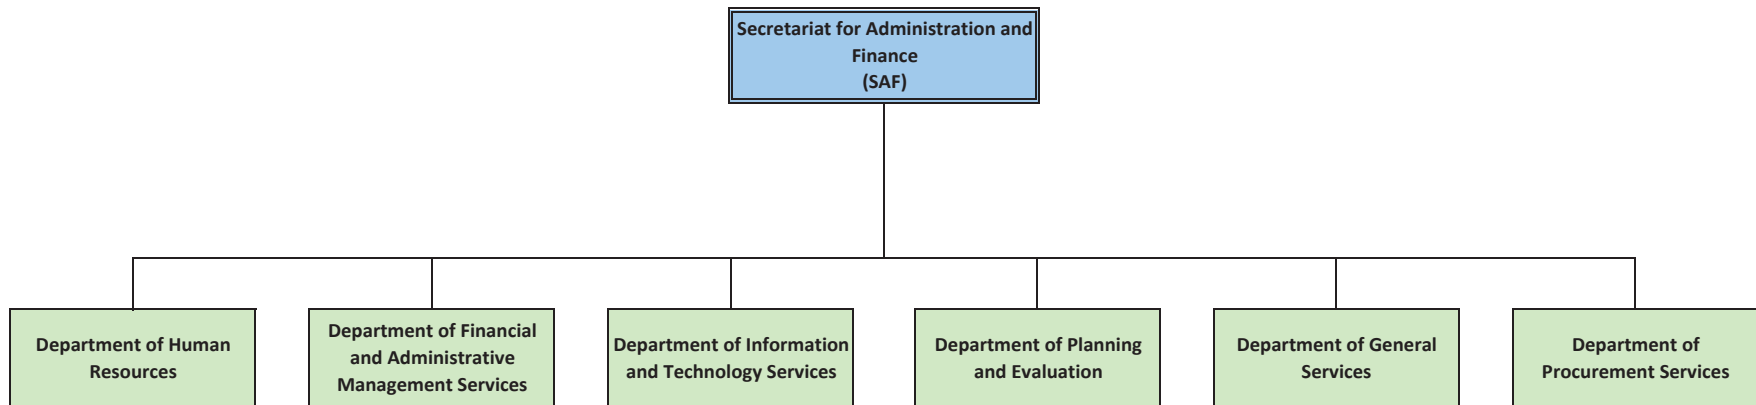 Secretariat for Administration and
Finance
(SAF)
Department of Human
Resources
Department of Financial
and Administrative
Management Services
Department of Information
and Technology Services
Department of Planning
and Evaluation
Department of General
Services
Department of
Procurement Services